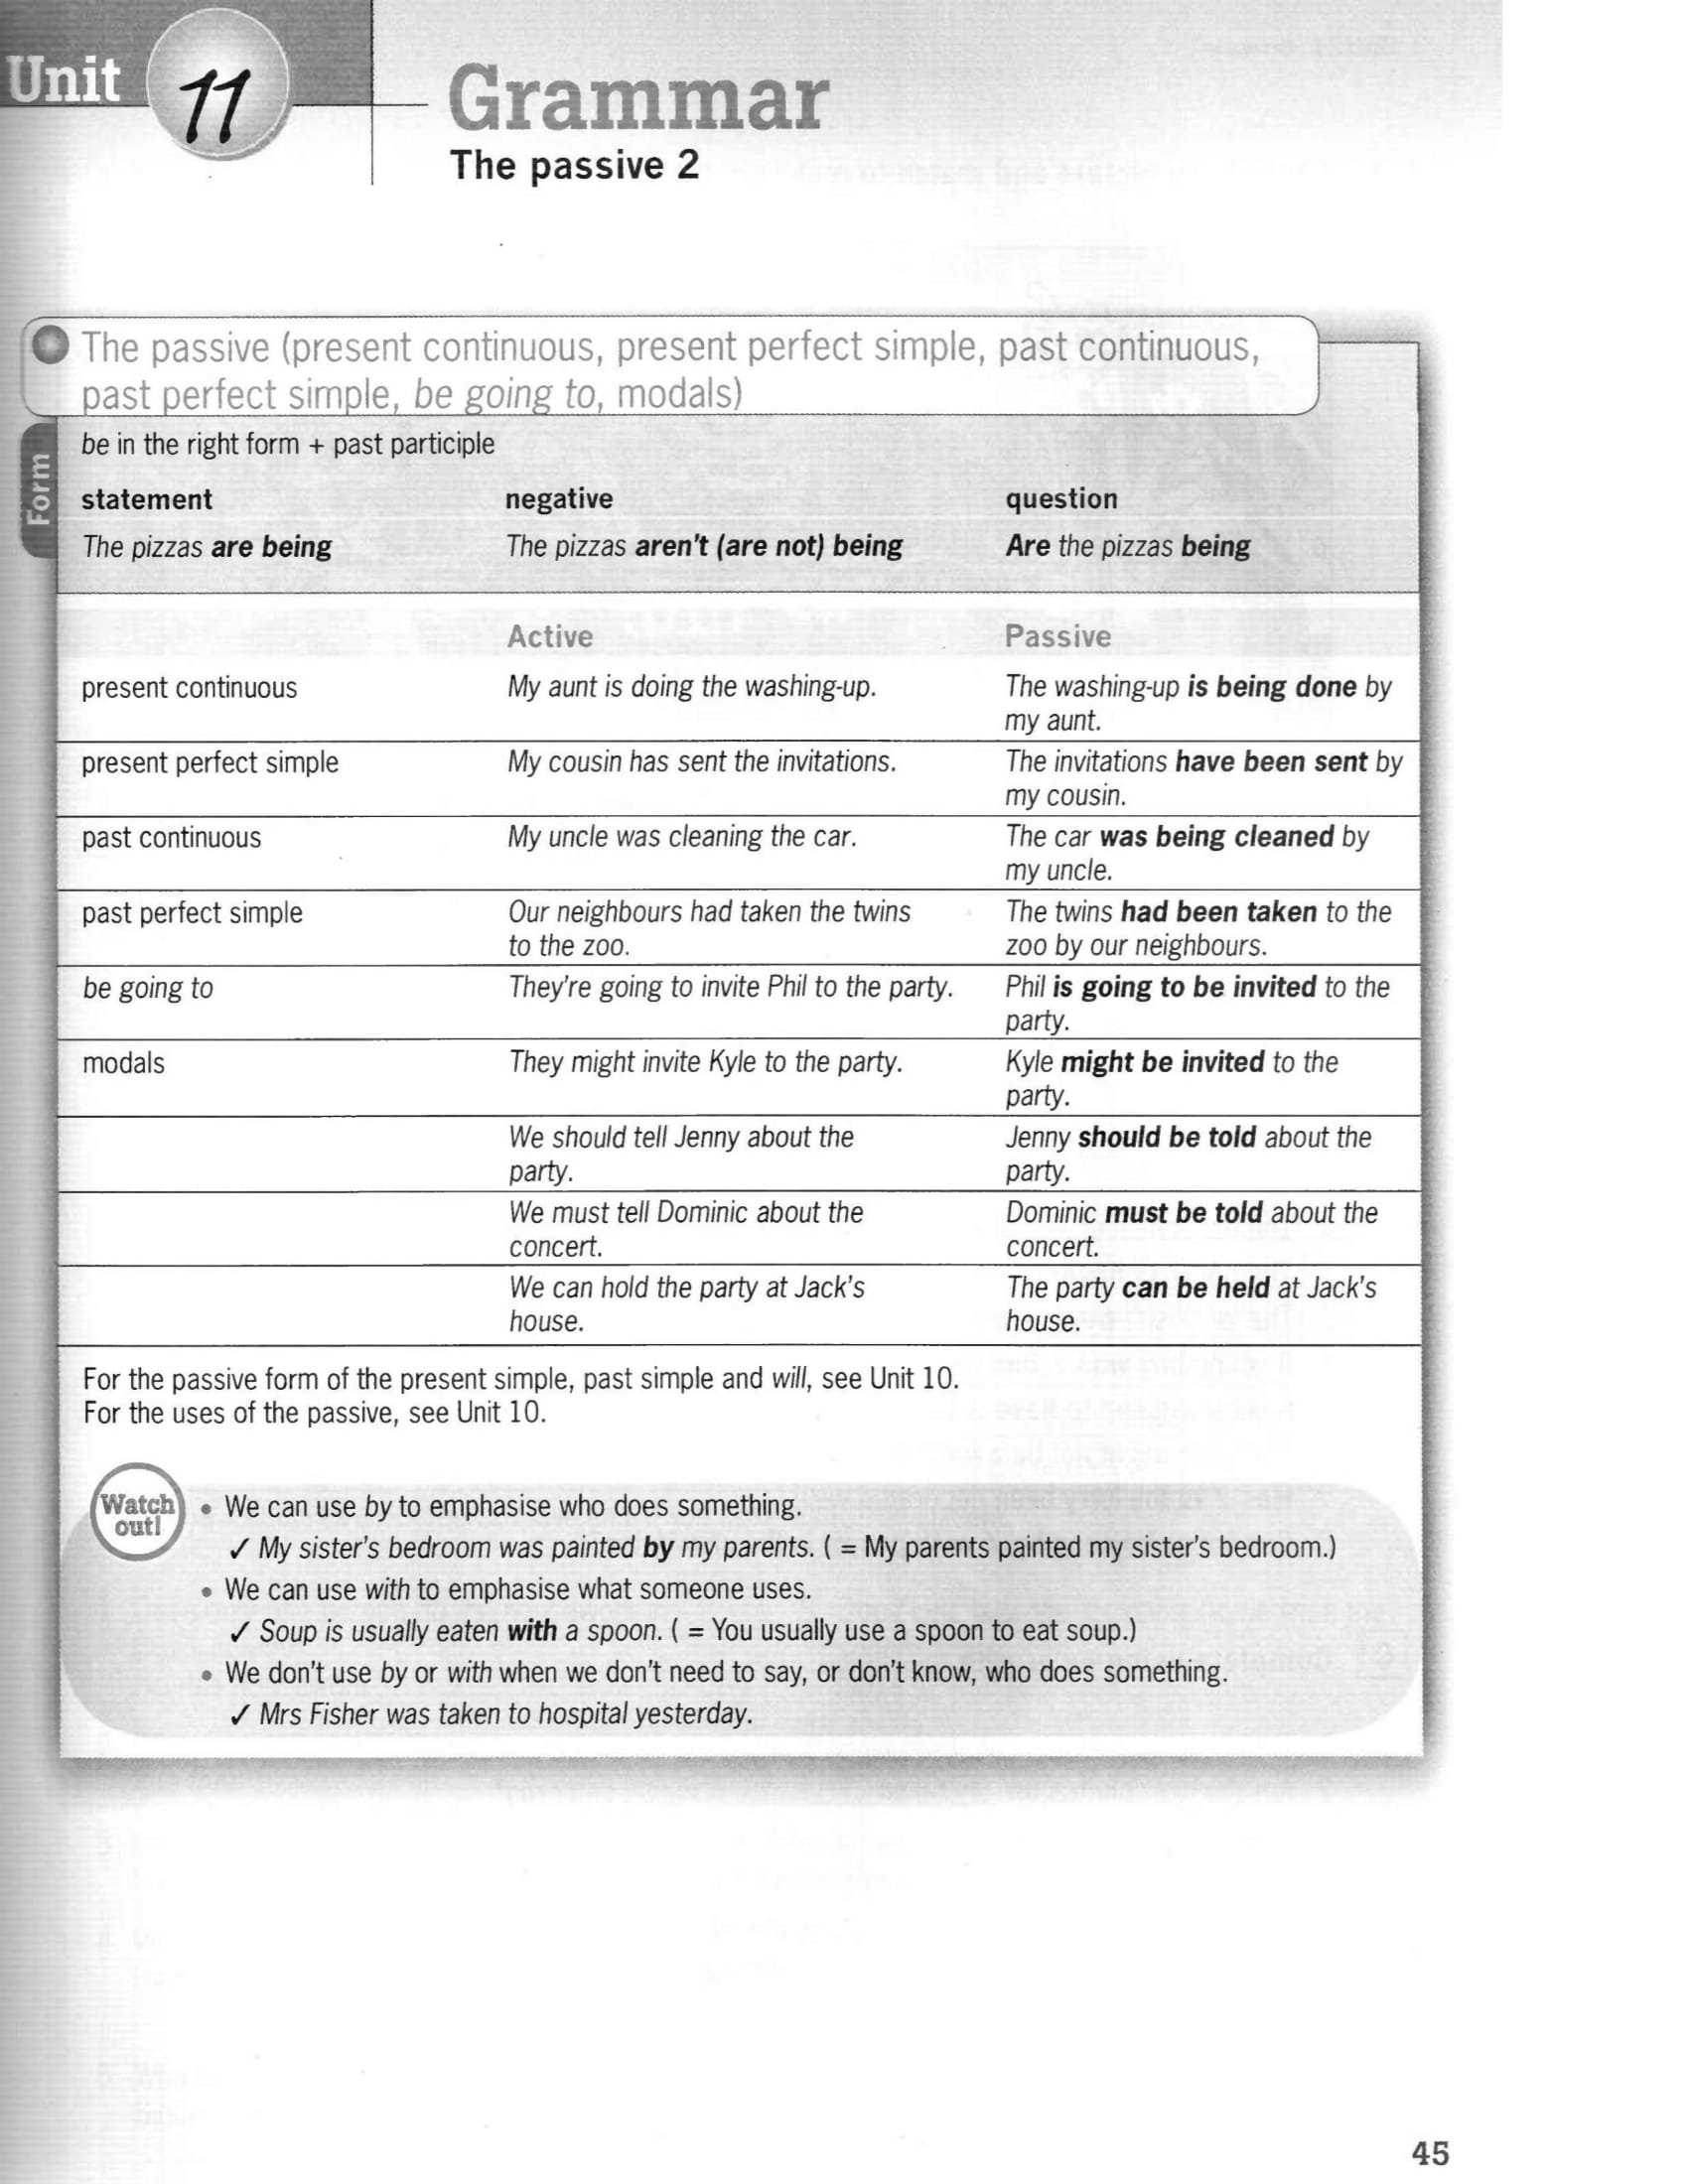 Unit 11
Grammar
The passive 2
The passive (present continuous, present perfect simple, past continuous,
past perfect simple, be going to, modals)
Form
be in the right form + past participle
statement negative question
The pizzas are being The pizzas aren't (are not) being Are the pizzas being
Active Passive
present continuous My aunt is doing the washing-up. The washing-up is being done by
my aunt.
present perfect simple My cousin has sent the invitations. The invitations have been sent by
my cousin.
past continuous My uncle was cleaning the car. The car was being cleaned by
my uncle.
past perfect simple Our neighbours had taken the twins The twins had been taken to the
to the zoo. zoo by our neighbours.
be going to They're going to invite Phil to the party. Phil is going to be invited to the
party.
modals They might invite Kyle to the party. Kyle might be invited to the
party.
We should tell Jenny about the Jenny should be told about the
party. party.
We must tell Dominic about the Dominic must be told about the
concert. concert.
We can hold the party at Jack's The party can be held at Jack's
house. house.
For the passive form of the present simple, past simple and will, see Unit 10.
For the uses of the passive, see Unit 10.
Watch
out!
• We can use by to emphasise who does something.
✓ My sister's bedroom was painted by my parents. ( = My parents painted my sister's bedroom.)
• We can use with to emphasise what someone uses.
✓ Soup is usually eaten with a spoon. ( = You usually use a spoon to eat soup.)
• We don't use by or with when we don't need to say, or don't know, who does something.
✓ Mrs Fisher was taken to hospital yesterday.
45